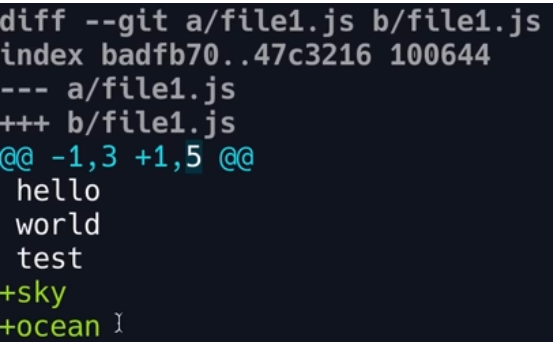 diff --git a/file1.js b/file1.js
index badfb70..47c3216 100644
--- a/file1.js
+++ b/file1.js
@@ -1,3 +1,5 @@
 hello
 world
 test
+sky
+ocean